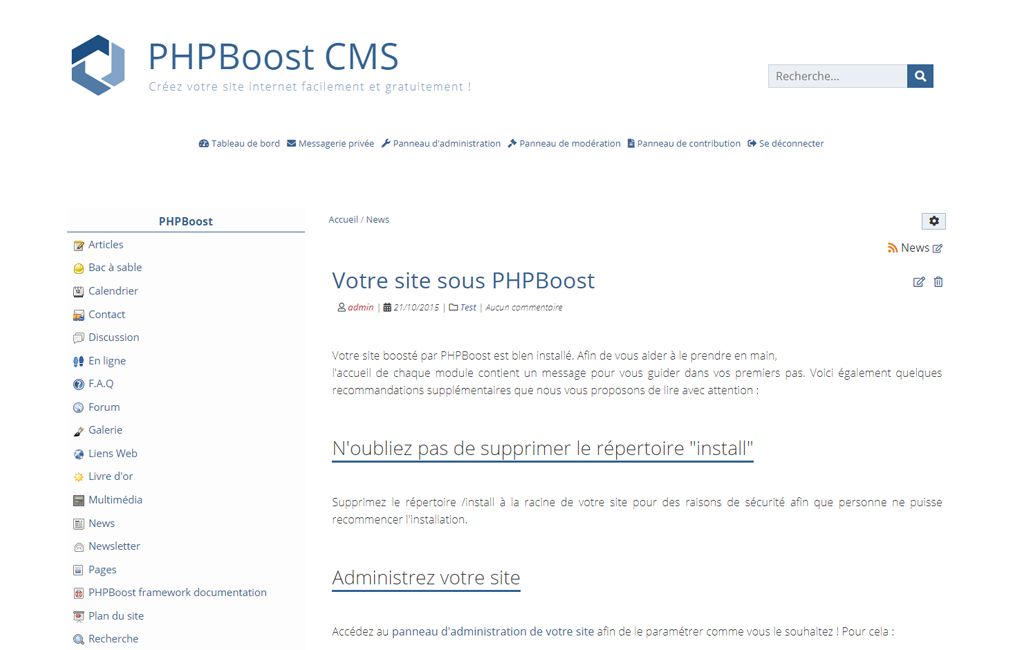 PHPBoost CMS
Créez votre site internet facilement et gratuitement !
Recherche...
Tableau de bord Messagerie privée Panneau d'administration Panneau de modération Panneau de contribution Se déconnecter
PHPBoost
Articles
Bac à sable
Calendrier
Contact
Discussion
En ligne
F.A.Q
Forum
Galerie
Liens Web
Livre d'or
Multimédia
News
Newsletter
Pages
PHPBoost framework documentation
Plan du site
Recherche
Accueil / News
News
Votre site sous PHPBoost
admin | 21/10/2015 | Test | Aucun commentaire
Votre site boosté par PHPBoost est bien installé. Afin de vous aider à le prendre en main,
l'accueil de chaque module contient un message pour vous guider dans vos premiers pas. Voici également quelques
recommandations supplémentaires que nous vous proposons de lire avec attention :
N'oubliez pas de supprimer le répertoire "install"
Supprimez le répertoire /install à la racine de votre site pour des raisons de sécurité afin que personne ne puisse
recommencer l'installation.
Administrez votre site
Accédez au panneau d'administration de votre site afin de le paramétrer comme vous le souhaitez ! Pour cela :